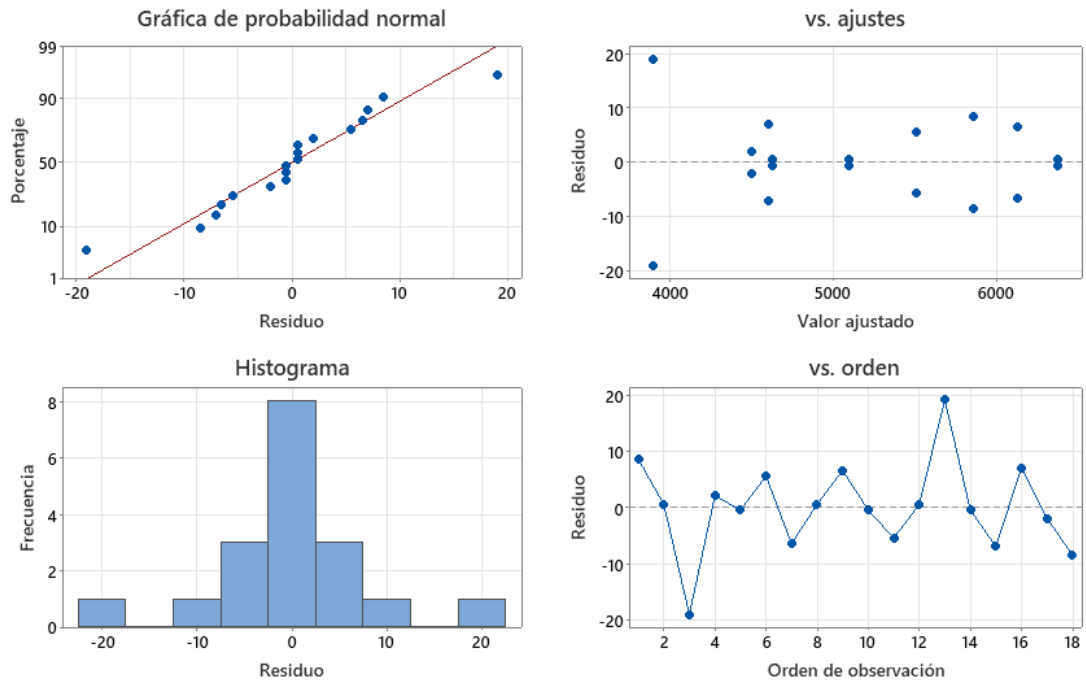 Gráfica de probabilidad normal
99
90
50
10
1
Porcentaje
-20 -10 0 10 20
Residuo
vs. ajustes
20
10
0
-10
-20
Residuo
4000 5000 6000
Valor ajustado
Histograma
8
6
4
2
0
Frecuencia
-20 -10 0 10 20
Residuo
vs. orden
20
10
0
-10
-20
Residuo
2 4 6 8 10 12 14 16 18
Orden de observación